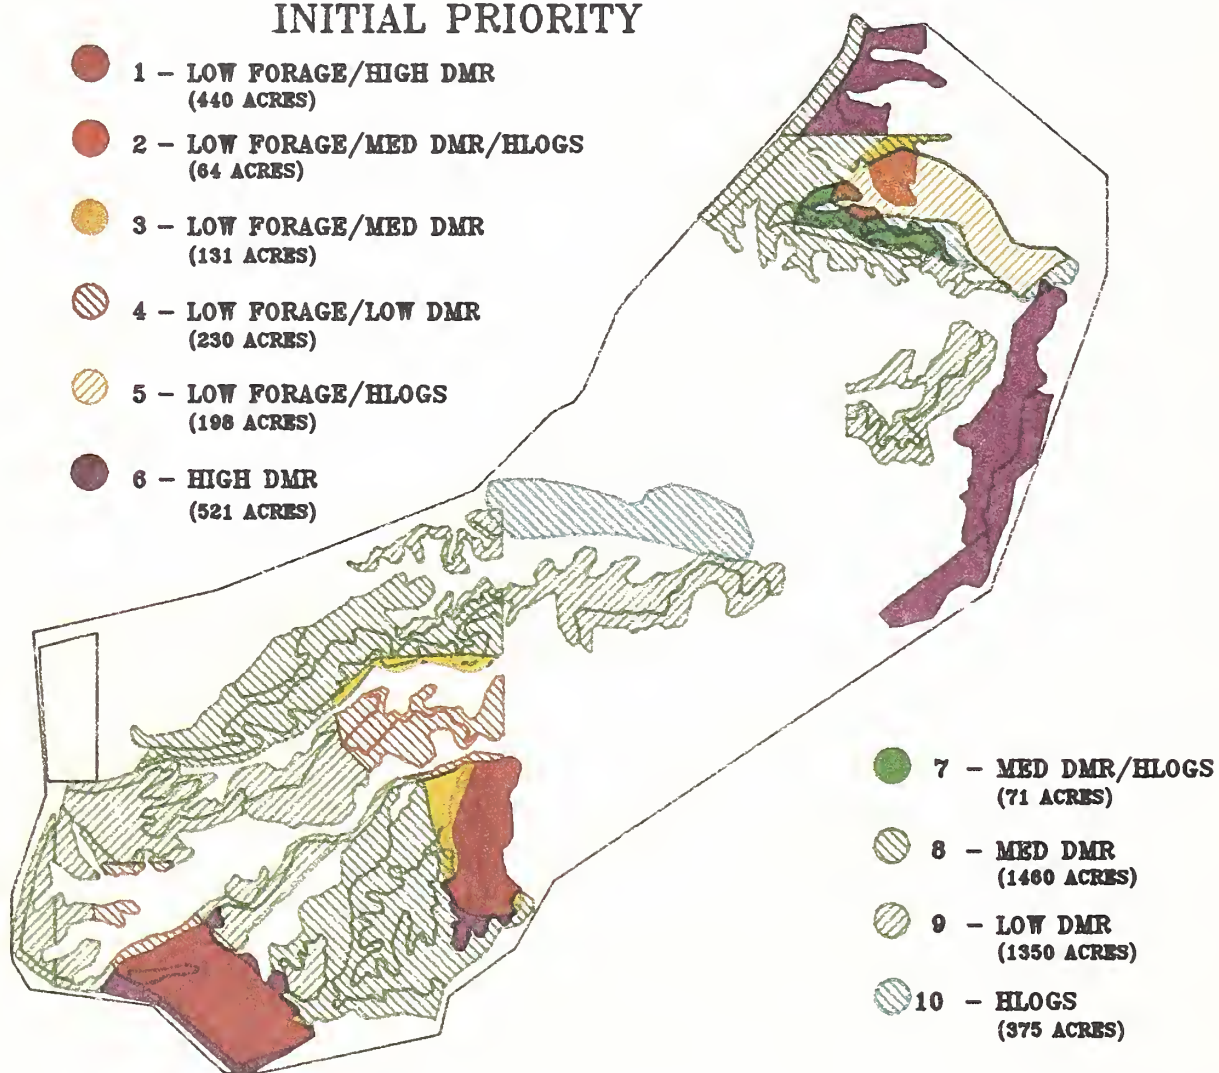 INITIAL PRIORITY
1 – LOW FORAGE/HIGH DMR
(440 ACRES)
2 – LOW FORAGE/MED DMR/HLOGS
(64 ACRES)
3 – LOW FORAGE/MED DMR
(131 ACRES)
4 – LOW FORAGE/LOW DMR
(230 ACRES)
5 – LOW FORAGE/HLOGS
(198 ACRES)
6 – HIGH DMR
(521 ACRES)
7 – MED DMR/HLOGS
(71 ACRES)
8 – MED DMR
(1460 ACRES)
9 – LOW DMR
(1350 ACRES)
10 – HLOGS
(375 ACRES)